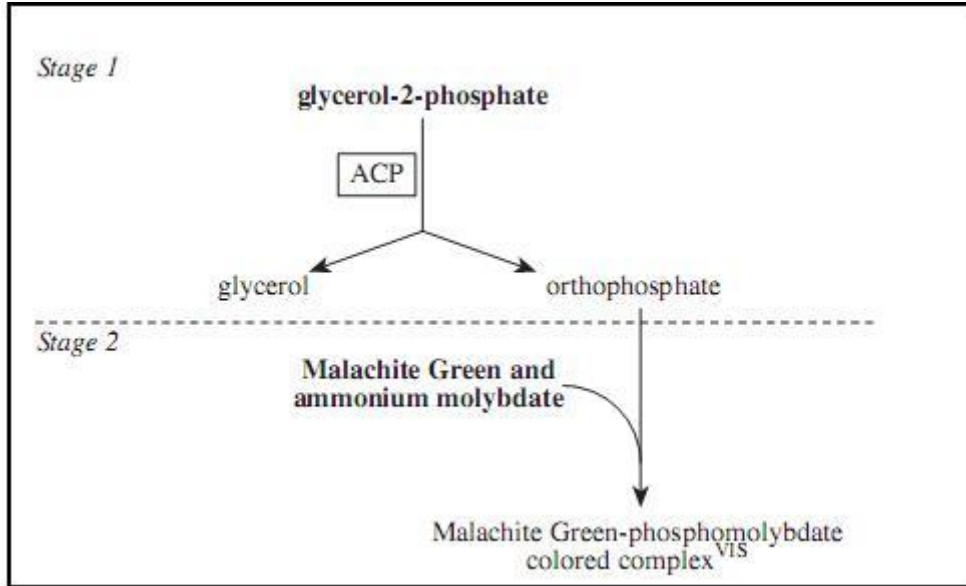 Stage 1
glycerol-2-phosphate
ACP
glycerol
orthophosphate
Stage 2
Malachite Green and
ammonium molybdate
Malachite Green-phosphomolybdate
colored complexVIS